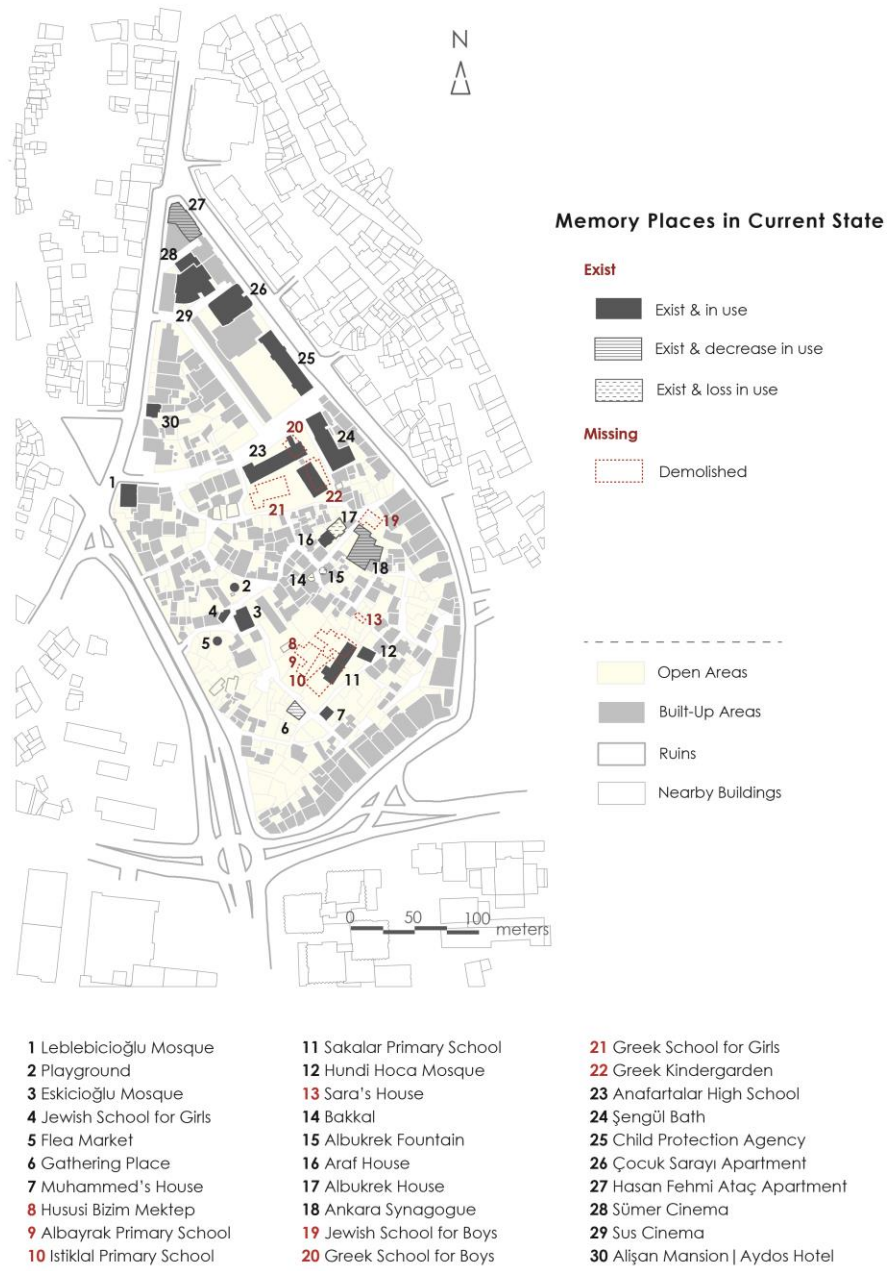 N
27
28
26
29
25
30
20
23
24
1
22
21
17
19
16
18
15
14
2
4
3
13
5
8
12
9
10
11
6
7
0 50 100 meters
Memory Places in Current State
Exist
Exist & in use
Exist & decrease in use
Exist & loss in use
Missing
Demolished
Open Areas
Built-Up Areas
Ruins
Nearby Buildings
1 Leblebicioğlu Mosque
2 Playground
3 Eskicioğlu Mosque
4 Jewish School for Girls
5 Flea Market
6 Gathering Place
7 Muhammed's House
8 Hususi Bizim Mektep
9 Albayrak Primary School
10 Istiklal Primary School
11 Sakalar Primary School
12 Hundi Hoca Mosque
13 Sara's House
14 Bakkal
15 Albukrek Fountain
16 Araf House
17 Albukrek House
18 Ankara Synagogue
19 Jewish School for Boys
20 Greek School for Boys
21 Greek School for Girls
22 Greek Kindergarden
23 Anafartalar High School
24 Şengül Bath
25 Child Protection Agency
26 Çocuk Sarayı Apartment
27 Hasan Fehmi Ataç Apartment
28 Sümer Cinema
29 Sus Cinema
30 Alişan Mansion|Aydos Hotel